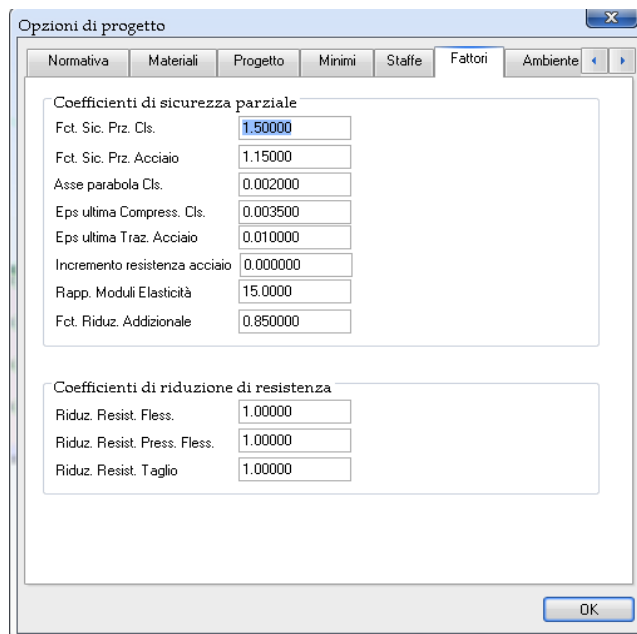 Opzioni di progetto
Normativa Materiali Progetto Minimi Staffe Fattori Ambiente
Coefficienti di sicurezza parziale
Fct. Sic. Prz. Cls. 1.50000
Fct. Sic. Prz. Acciaio 1.15000
Asse parabola Cls. 0.002000
Eps ultima Compress. Cls. 0.003500
Eps ultima Traz. Acciaio 0.010000
Incremento resistenza acciaio 0.000000
Rapp. Moduli Elasticità 15.0000
Fct. Riduz. Addizionale 0.850000
Coefficienti di riduzione di resistenza
Riduz. Resist. Fless. 1.00000
Riduz. Resist. Press. Fless. 1.00000
Riduz. Resist. Taglio 1.00000
OK